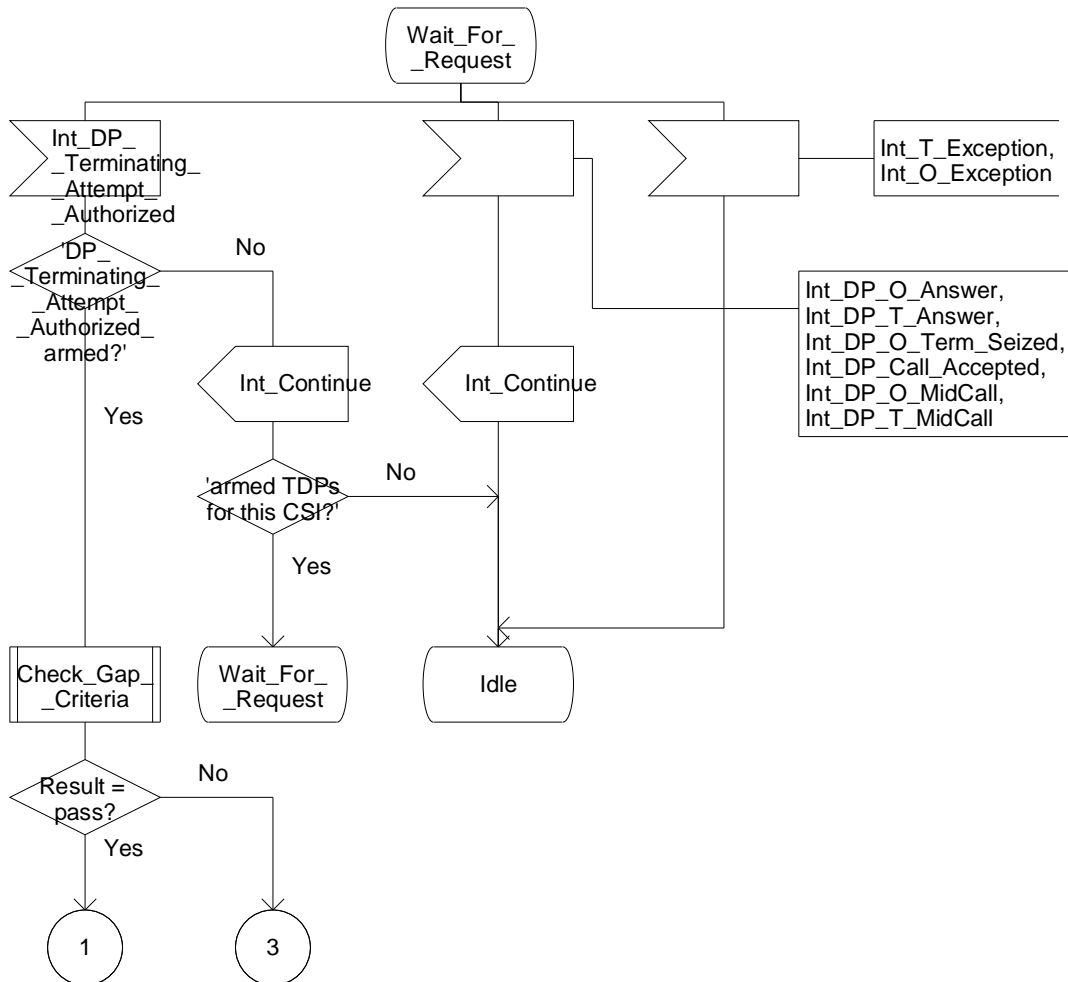 Wait_For_
_Request
Int_DP_
_Terminating_
_Attempt_
_Authorized
Int_T_Exception,
Int_O_Exception
'DP_
_Terminating_
_Attempt_
_Authorized_
armed?'
No
Int_DP_O_Answer,
Int_DP_T_Answer,
Int_DP_O_Term_Seized,
Int_DP_Call_Accepted,
Int_DP_O_MidCall,
Int_DP_T_MidCall
Int_Continue
Int_Continue
Yes
'armed TDPs
for this CSI?'
No
Yes
Check_Gap_
_Criteria
Wait_For_
_Request
Idle
Result =
pass?
No
Yes
1
3